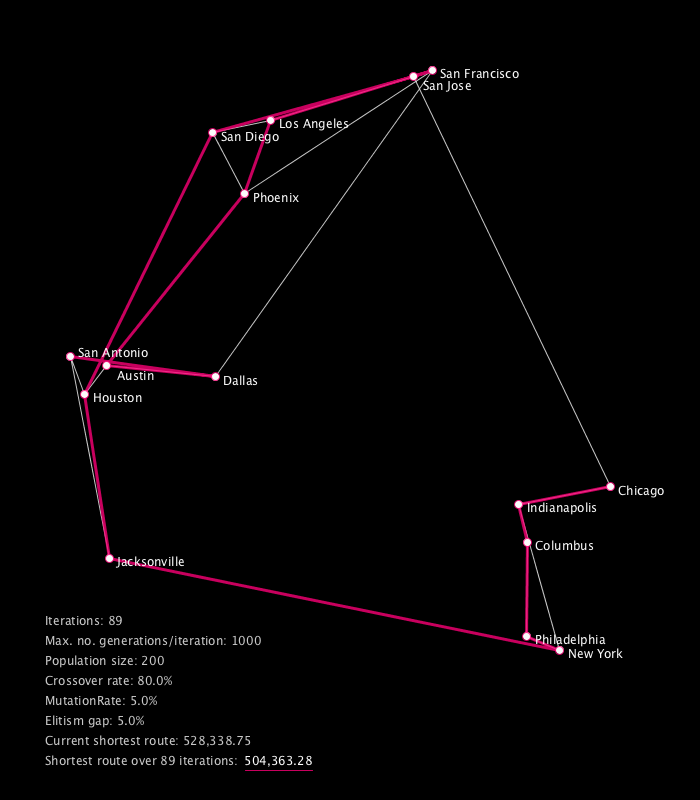 San Francisco
San Jose
Los Angeles
San Diego
Phoenix
San Antonio
Austin
Dallas
Houston
Chicago
Indianapolis
Columbus
Jacksonville
Philadelphia
New York
Iterations: 89
Max. no. generations/iteration: 1000
Population size: 200
Crossover rate: 80.0%
MutationRate: 5.0%
Elitism gap: 5.0%
Current shortest route: 528,338.75
Shortest route over 89 iterations: 504,363.28